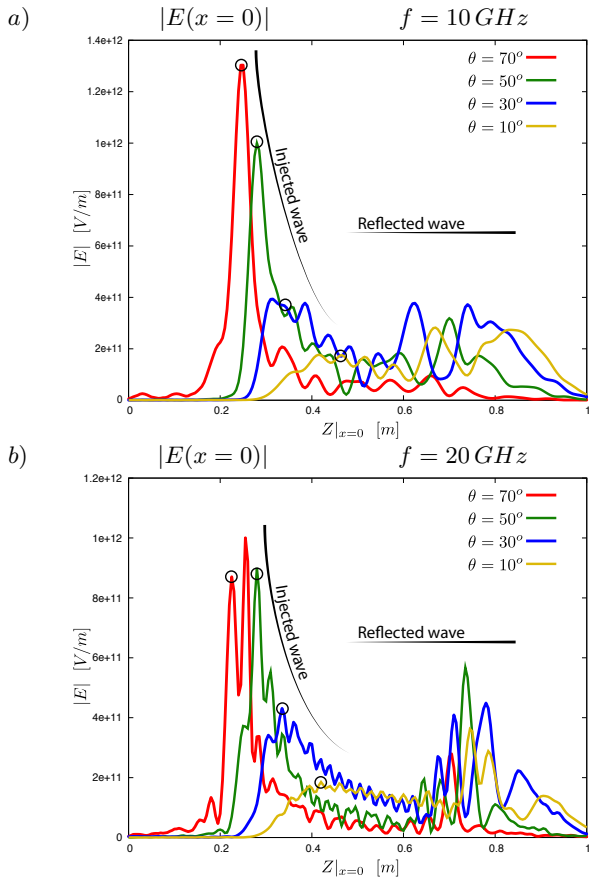 a) |E(x = 0)| f = 10 GHz
1.4e+12
1.2e+12
1e+12
8e+11
6e+11
4e+11
2e+11
0
|E| [V/m]
θ = 70°
θ = 50°
θ = 30°
θ = 10°
Injected wave
Reflected wave
0 0.2 0.4 0.6 0.8 1
Z|x=0 [m]
b) |E(x = 0)| f = 20 GHz
1.2e+12
1e+12
8e+11
6e+11
4e+11
2e+11
0
|E| [V/m]
θ = 70°
θ = 50°
θ = 30°
θ = 10°
Injected wave
Reflected wave
0 0.2 0.4 0.6 0.8 1
Z|x=0 [m]